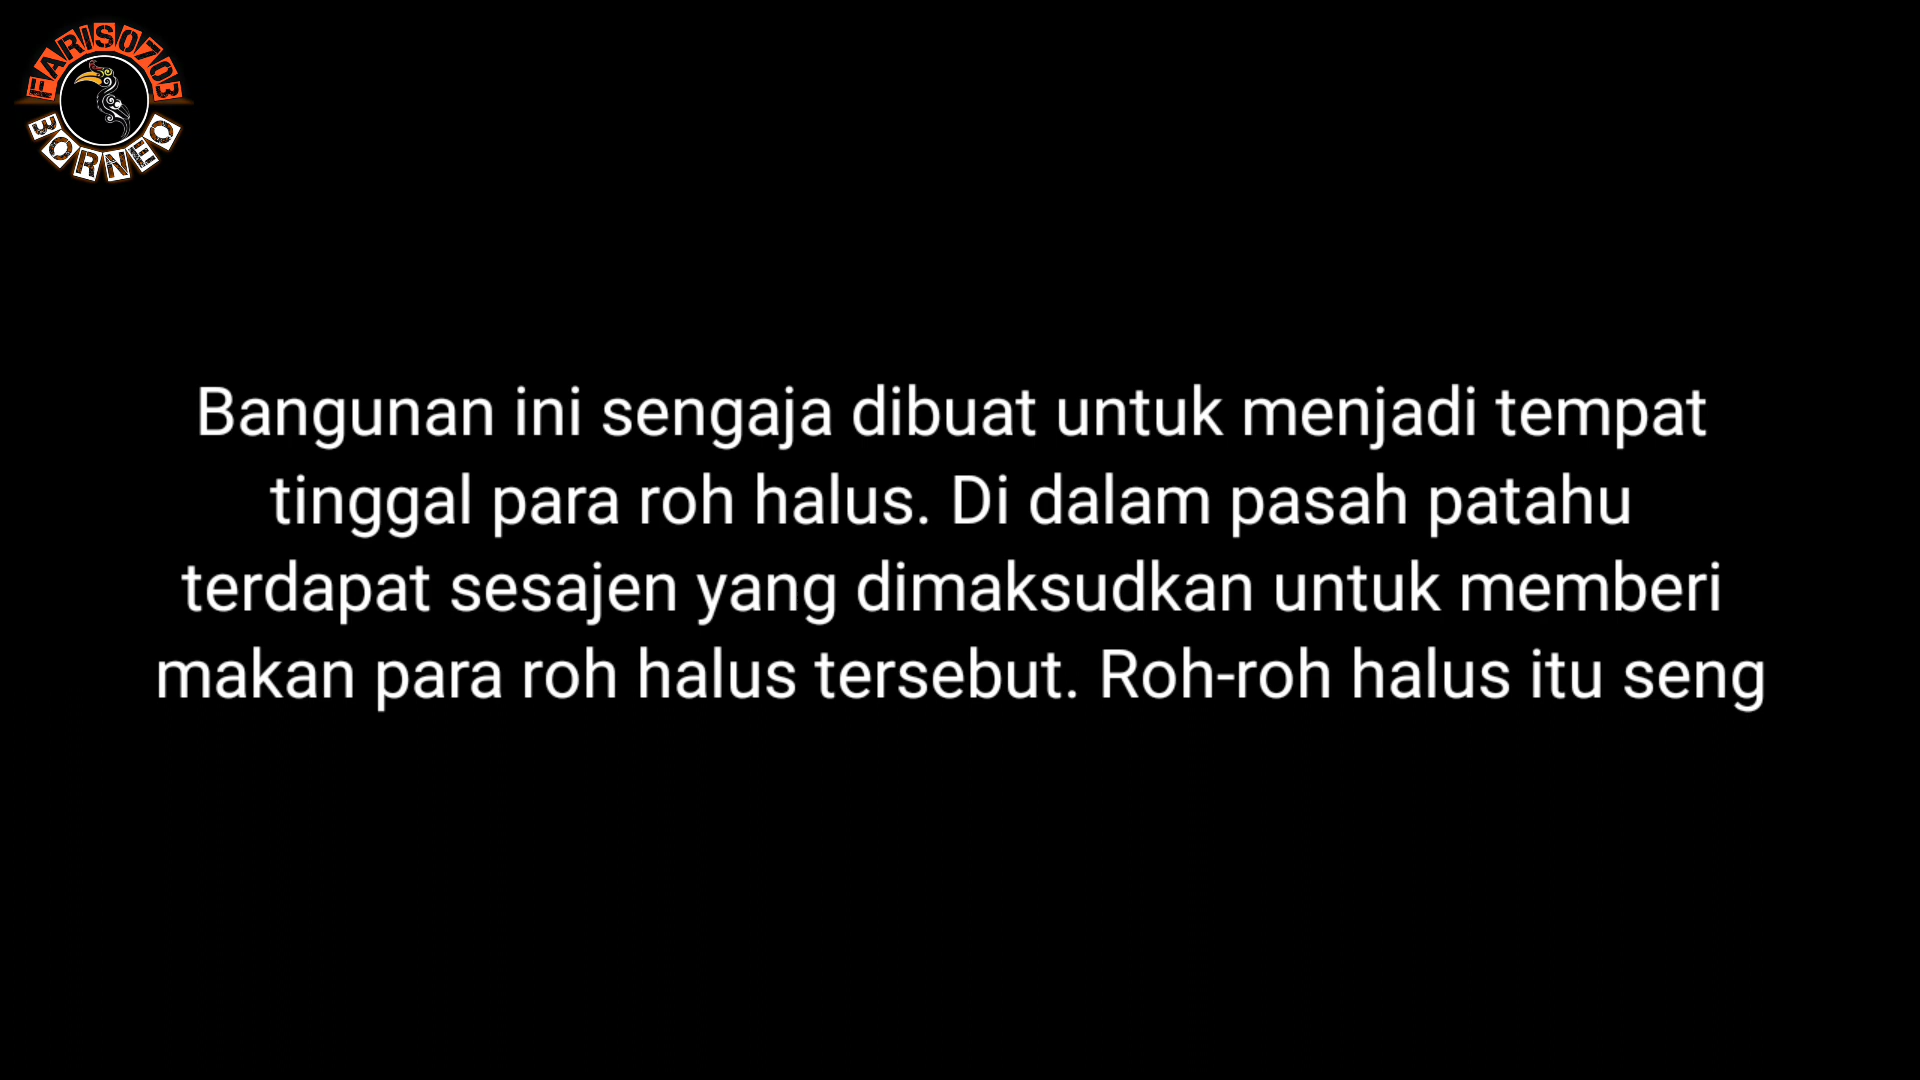 FARIS0703
BORNEO
Bangunan ini sengaja dibuat untuk menjadi tempat
tinggal para roh halus. Di dalam pasah patahu
terdapat sesajen yang dimaksudkan untuk memberi
makan para roh halus tersebut. Roh-roh halus itu seng